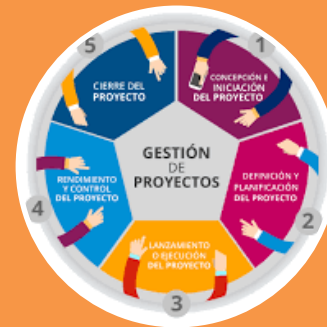 GESTIÓN
DE
PROYECTOS
1
CONCEPCIÓN E
INICIACIÓN
DEL PROYECTO
2
DEFINICIÓN Y
PLANIFICACIÓN
DEL PROYECTO
3
LANZAMIENTO
O EJECUCIÓN
DEL PROYECTO
4
RENDIMIENTO
Y CONTROL
DEL PROYECTO
5
CIERRE DEL
PROYECTO